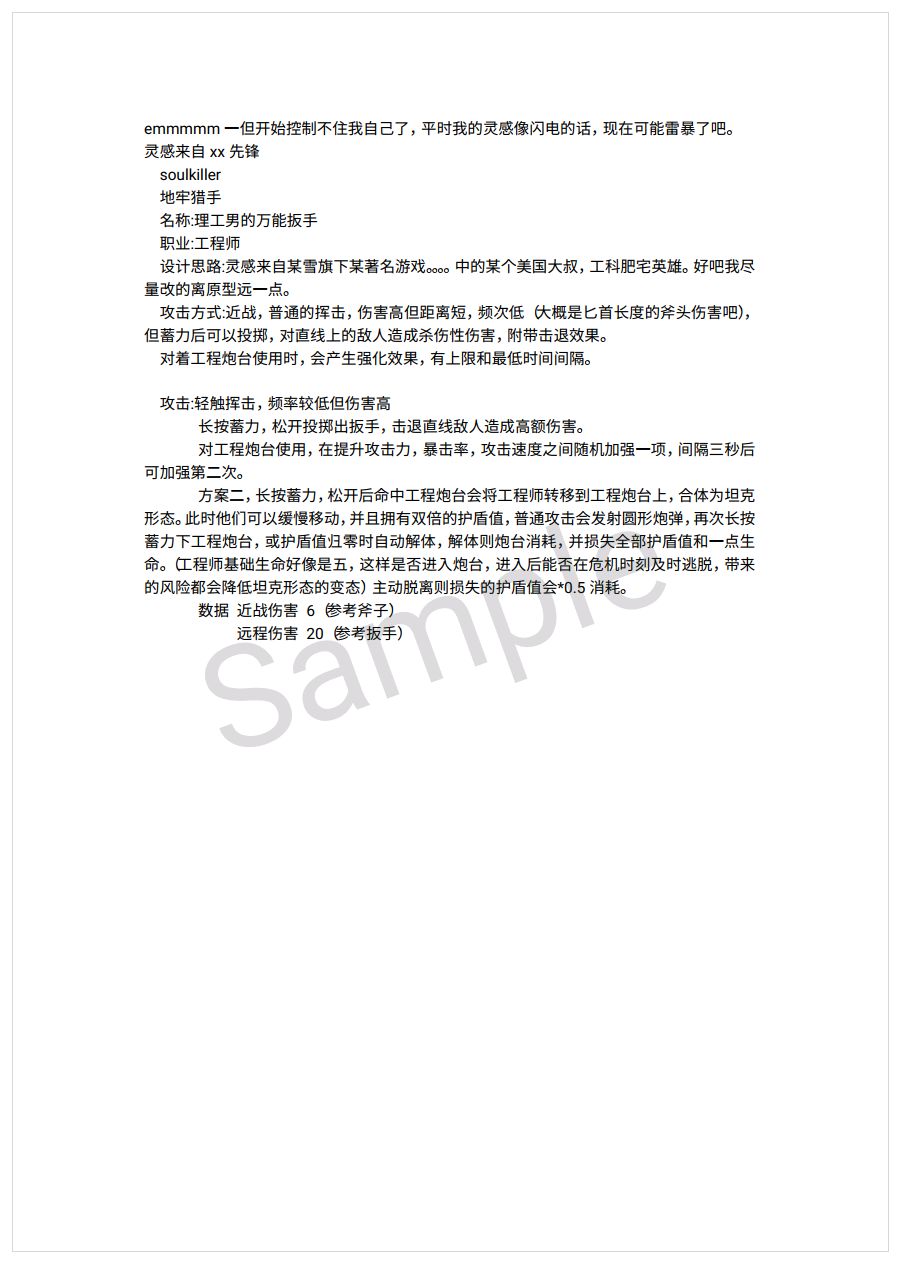 emmmmm 一但开始控制不住我自己了，平时我的灵感像闪电的话，现在可能雷暴了吧。
灵感来自 xx 先锋
soulkiller
地牢猎手
名称:理工男的万能扳手
职业:工程师
设计思路:灵感来自某雪旗下某著名游戏。。。。中的某个美国大叔，工科肥宅英雄。好吧我尽
量改的离原型远一点。
攻击方式:近战，普通的挥击，伤害高但距离短，频次低（大概是匕首长度的斧头伤害吧），
但蓄力后可以投掷，对直线上的敌人造成杀伤性伤害，附带击退效果。
对着工程炮台使用时，会产生强化效果，有上限和最低时间间隔。
攻击:轻触挥击，频率较低但伤害高
长按蓄力，松开投掷出扳手，击退直线敌人造成高额伤害。
对工程炮台使用，在提升攻击力，暴击率，攻击速度之间随机加强一项，间隔三秒后
可加强第二次。
方案二，长按蓄力，松开后命中工程炮台会将工程师转移到工程炮台上，合体为坦克
形态。此时他们可以缓慢移动，并且拥有双倍的护盾值，普通攻击会发射圆形炮弹，再次长按
蓄力下工程炮台，或护盾值归零时自动解体，解体则炮台消耗，并损失全部护盾值和一点生
命。（工程师基础生命好像是五，这样是否进入炮台，进入后能否在危机时刻及时逃脱，带来
的风险都会降低坦克形态的变态）主动脱离则损失的护盾值会*0.5 消耗。
数据 近战伤害 6（参考斧子）
远程伤害 20（参考扳手）
Sample